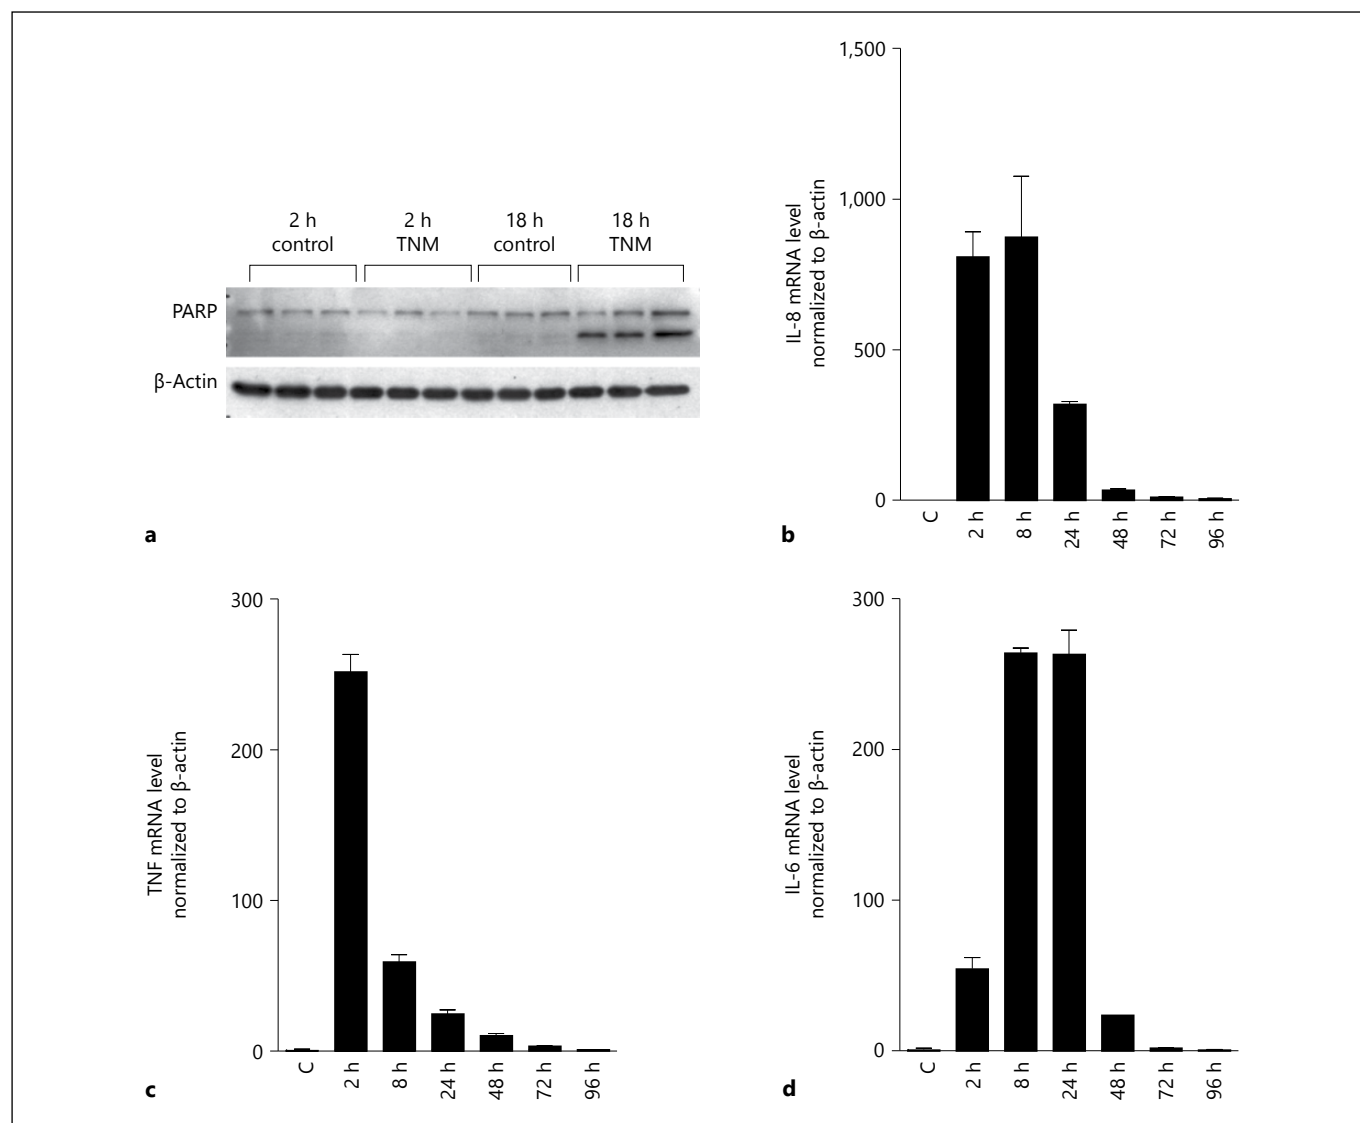 2 h
control
2 h
TNM
18 h
control
18 h
TNM
PARP
β-Actin
a
1,500
1,000
500
0
IL-8 mRNA level
normalized to β-actin
C
2 h
8 h
24 h
48 h
72 h
96 h
b
300
200
100
0
TNF mRNA level
normalized to β-actin
C
2 h
8 h
24 h
48 h
72 h
96 h
c
300
200
100
0
IL-6 mRNA level
normalized to β-actin
C
2 h
8 h
24 h
48 h
72 h
96 h
d